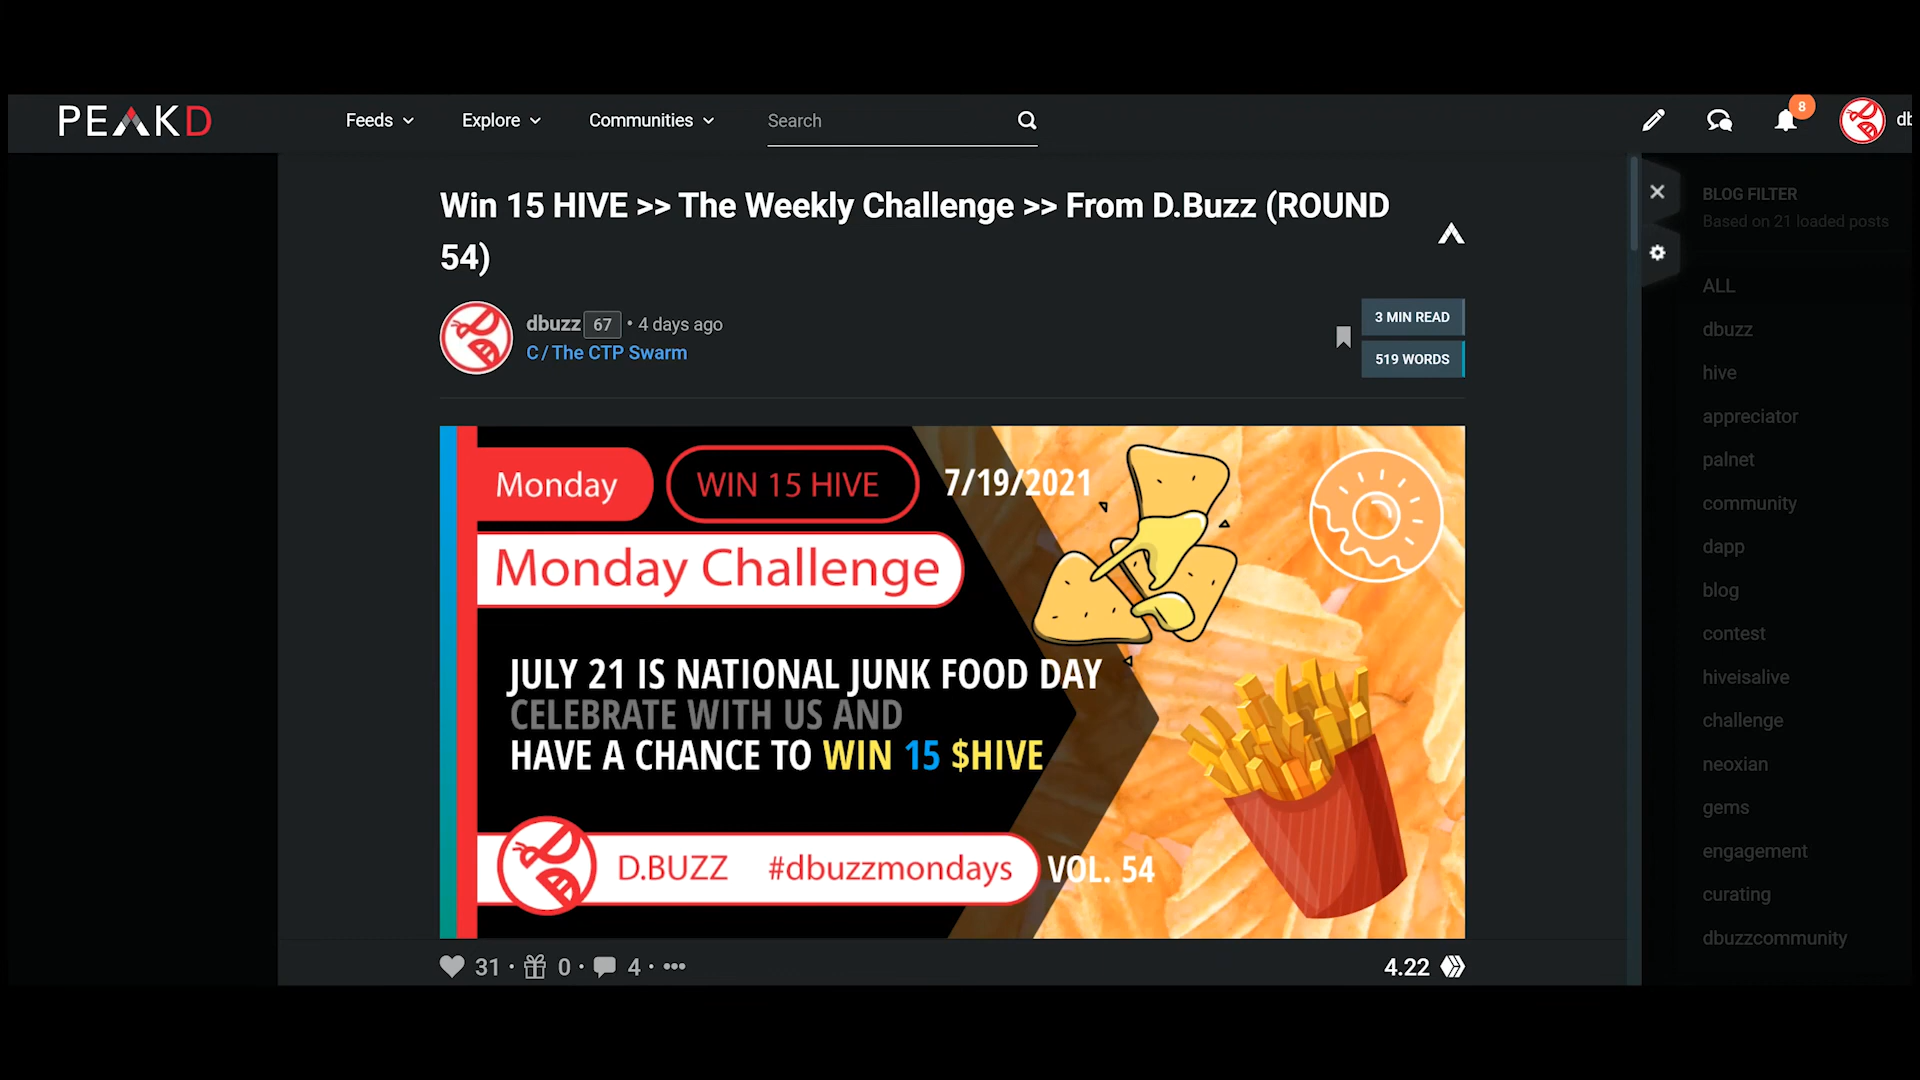 PEAKD
Feeds
Explore
Communities
Search
8
db
Win 15 HIVE >> The Weekly Challenge >> From D.Buzz (ROUND
54)
dbuzz 67 • 4 days ago
C/The CTP Swarm
3 MIN READ
519 WORDS
Monday
WIN 15 HIVE
7/19/2021
Monday Challenge
JULY 21 IS NATIONAL JUNK FOOD DAY
CELEBRATE WITH US AND
HAVE A CHANCE TO WIN 15 $HIVE
D.BUZZ #dbuzzmondays
VOL. 54
31 · 0 · 4 ·
4.22
BLOG FILTER
Based on 21 loaded posts
ALL
dbuzz
hive
appreciator
palnet
community
dapp
blog
contest
hiveisalive
challenge
neoxian
gems
engagement
curating
dbuzzcommunity